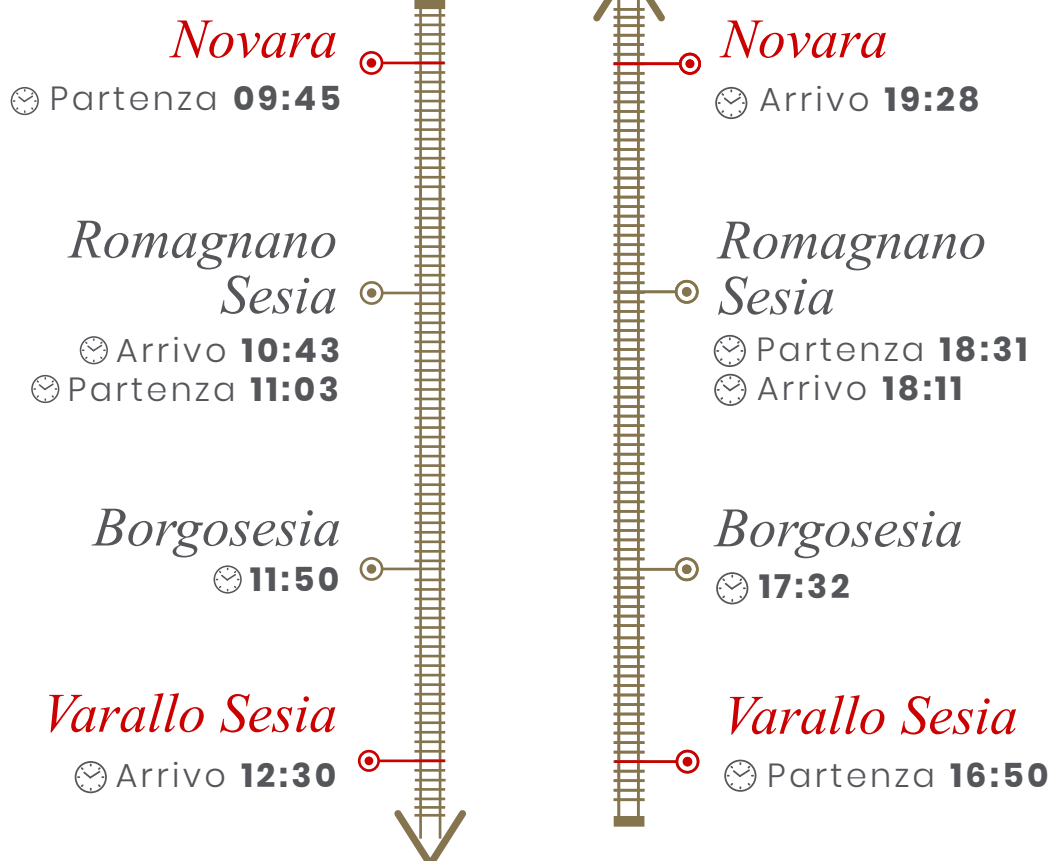 Novara
Partenza 09:45
Romagnano
Sesia
Arrivo 10:43
Partenza 11:03
Borgosesia
11:50
Varallo Sesia
Arrivo 12:30
Novara
Arrivo 19:28
Romagnano
Sesia
Partenza 18:31
Arrivo 18:11
Borgosesia
17:32
Varallo Sesia
Partenza 16:50